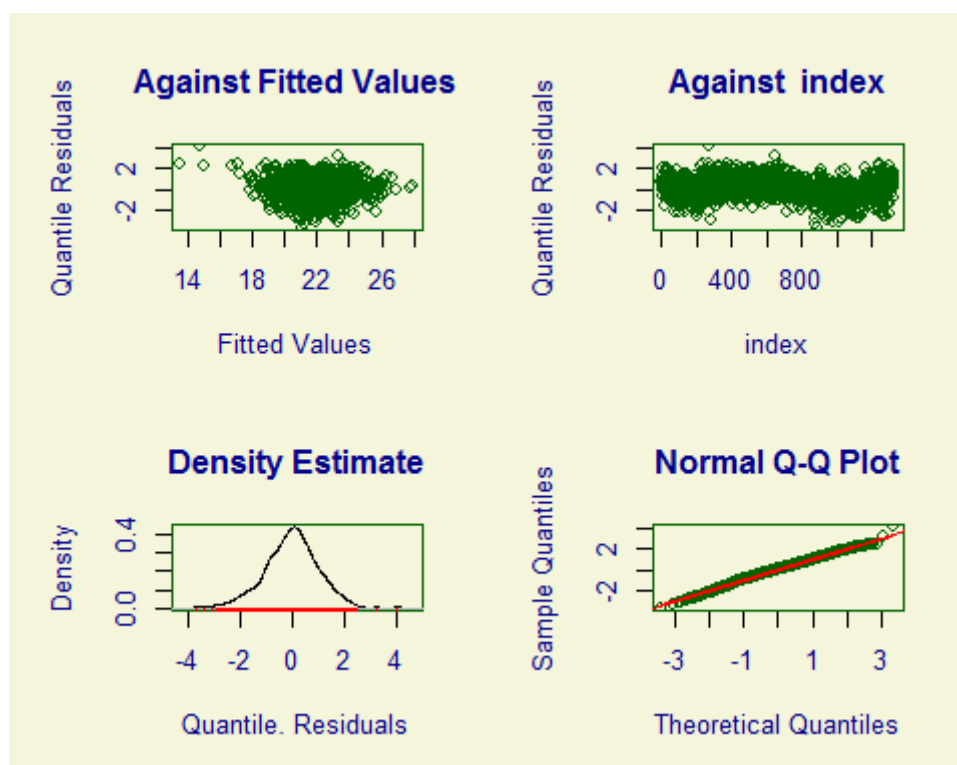 Against Fitted Values
Quantile Residuals
2
-2
14 18 22 26
Fitted Values
Against index
Quantile Residuals
2
-2
0 400 800
index
Density Estimate
Density
0.4
0.0
-4 -2 0 2 4
Quantile. Residuals
Normal Q-Q Plot
Sample Quantiles
2
-2
-3 -1 1 3
Theoretical Quantiles